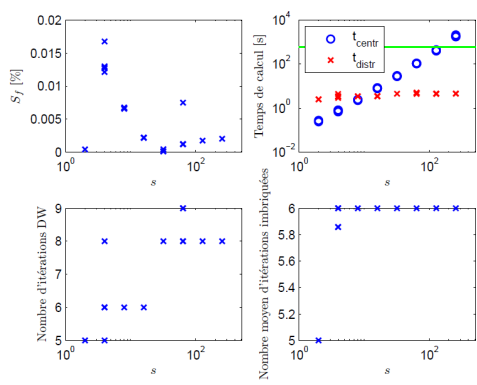 0.02
0.015
0.01
0.005
0
10^0
10^2
s
S_f [%]
10^4
10^2
10^0
10^-2
10^0
10^2
s
Temps de calcul [s]
t_centr
t_distr
9
8
7
6
5
10^0
10^2
s
Nombre d'itérations DW
6
5.8
5.6
5.4
5.2
5
10^0
10^2
s
Nombre moyen d'itérations imbriquées